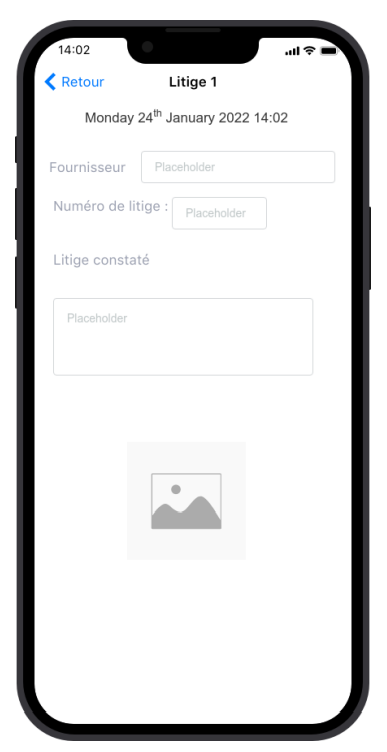 14:02
Retour Litige 1
Monday 24th January 2022 14:02
Fournisseur Placeholder
Numéro de litige : Placeholder
Litige constaté
Placeholder